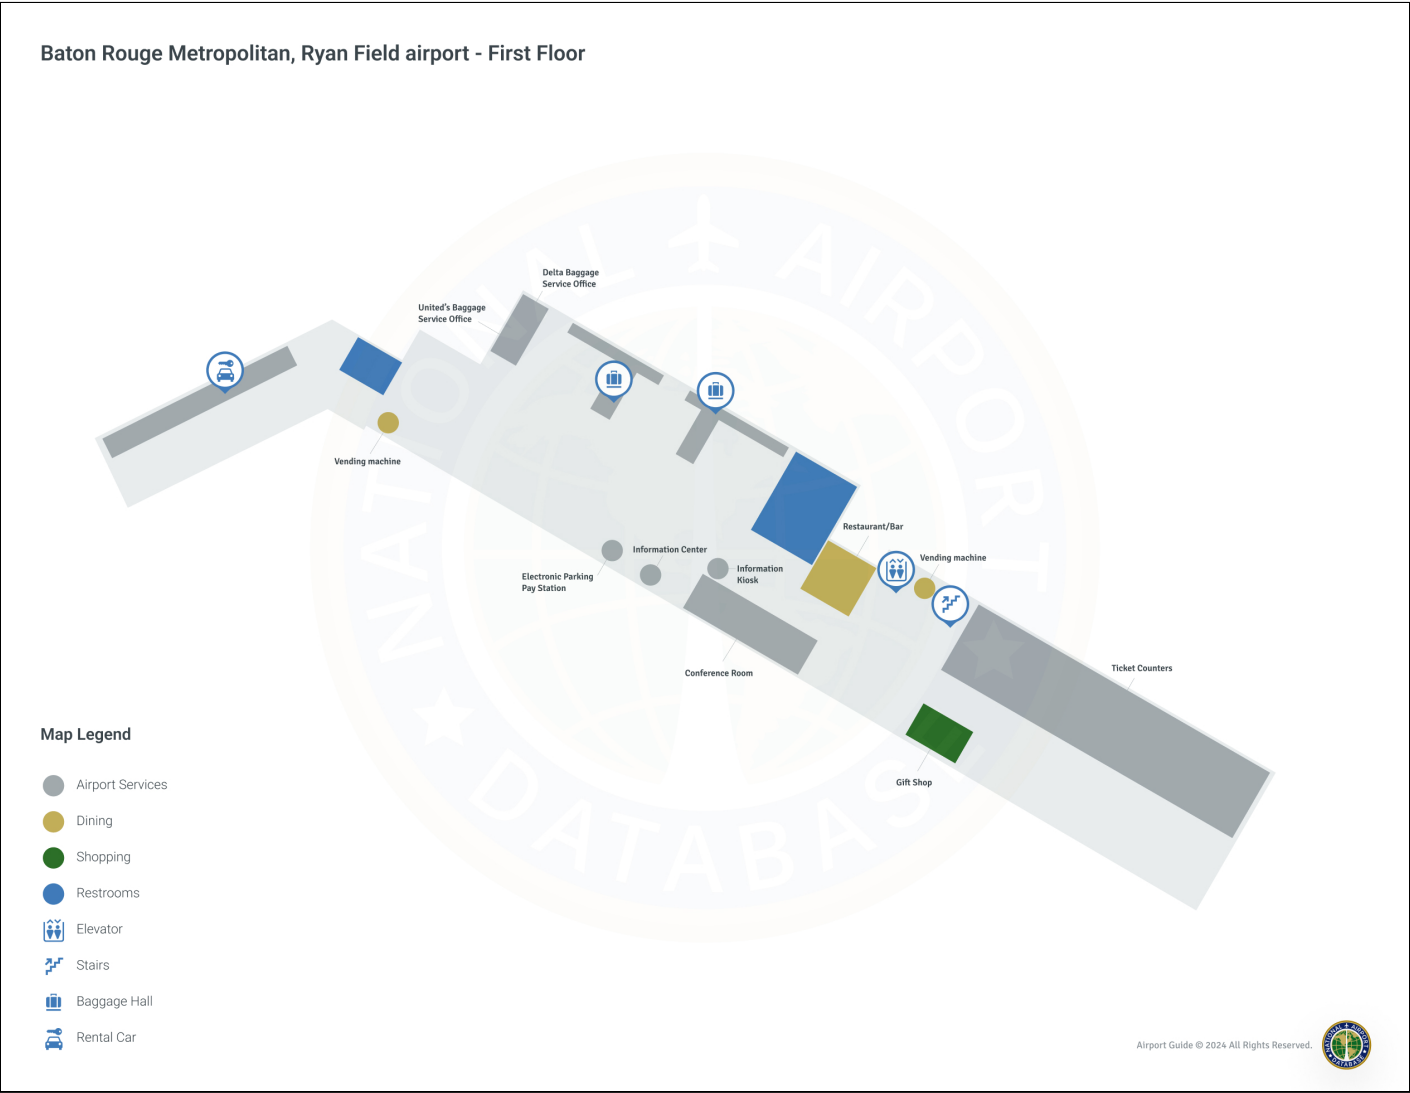 Baton Rouge Metropolitan, Ryan Field airport - First Floor
NATIONAL AIRPORT
DATABASE
Delta Baggage
Service Office
United's Baggage
Service Office
Vending machine
Restaurant/Bar
Information Center
Vending machine
Information
Kiosk
Electronic Parking
Pay Station
Conference Room
Ticket Counters
Gift Shop
Map Legend
Airport Services
Dining
Shopping
Restrooms
Elevator
Stairs
Baggage Hall
Rental Car
Airport Guide © 2024 All Rights Reserved.
NATIONAL AIRPORT
DATABASE